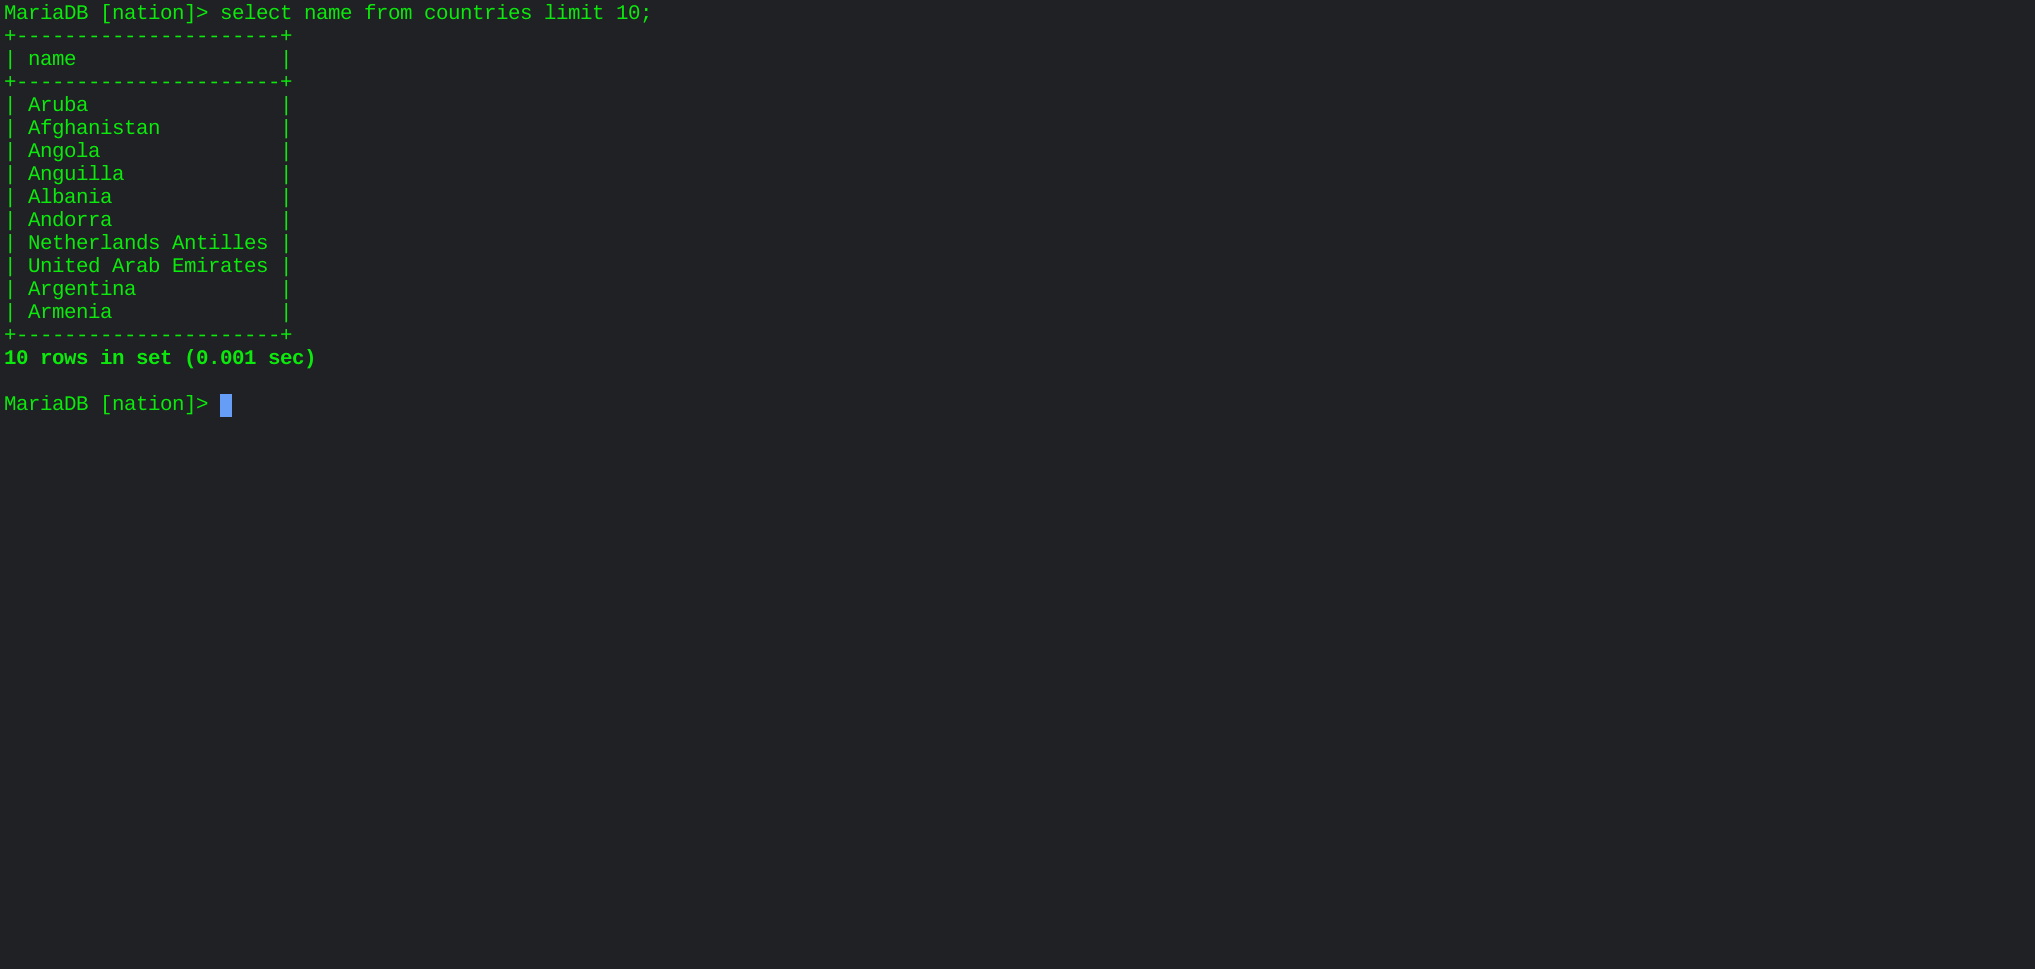 MariaDB [nation]> select name from countries limit 10;
+----------------------+
| name                 |
+----------------------+
| Aruba                |
| Afghanistan          |
| Angola               |
| Anguilla             |
| Albania              |
| Andorra              |
| Netherlands Antilles |
| United Arab Emirates |
| Argentina            |
| Armenia              |
+----------------------+
10 rows in set (0.001 sec)
MariaDB [nation]>